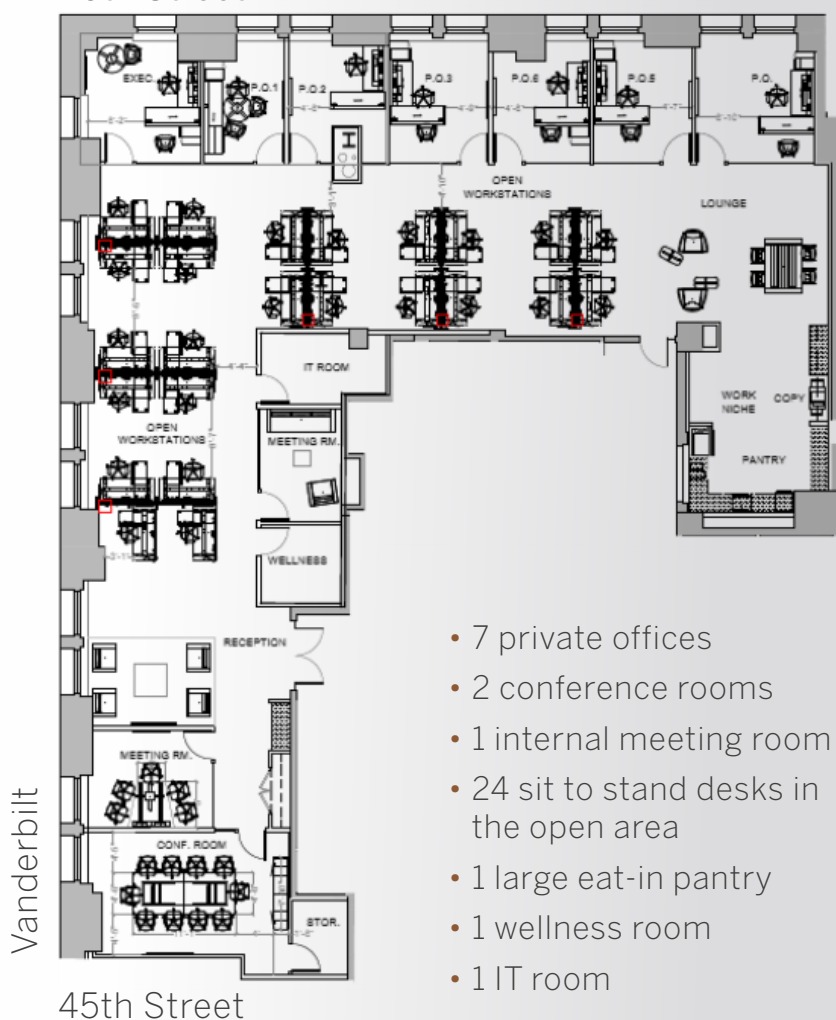 EXEC.
P.O.1
P.O.2
P.O.3
P.O.6
P.O.5
P.O.
OPEN
WORKSTATIONS
LOUNGE
IT ROOM
OPEN
WORKSTATIONS
MEETING RM.
WORK
NICHE
COPY
PANTRY
WELLNESS
RECEPTION
MEETING RM.
CONF. ROOM
STOR.
• 7 private offices
• 2 conference rooms
• 1 internal meeting room
• 24 sit to stand desks in
the open area
• 1 large eat-in pantry
• 1 wellness room
• 1 IT room
Vanderbilt
45th Street